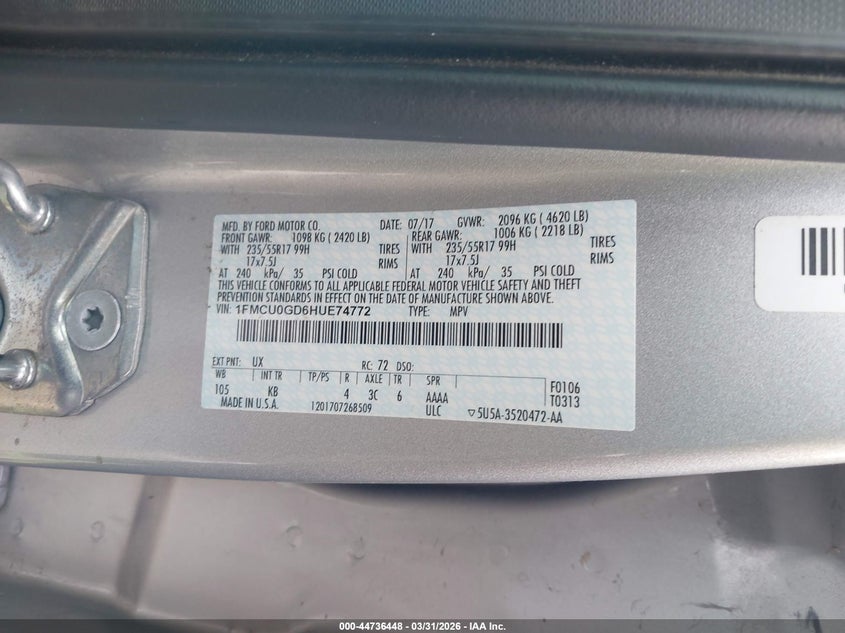 MFD. BY FORD MOTOR CO. DATE: 07/17 GVWR: 2096 KG ( 4620 LB)
FRONT GAWR: 1098 KG ( 2420 LB) REAR GAWR: 1006 KG ( 2218 LB)
WITH 235/55R17 99H TIRES WITH 235/55R17 99H TIRES
17x7.5J RIMS 17x7.5J RIMS
AT 240 kPa/ 35 PSI COLD AT 240 kPa/ 35 PSI COLD
THIS VEHICLE CONFORMS TO ALL APPLICABLE FEDERAL MOTOR VEHICLE SAFETY AND THEFT
PREVENTION STANDARDS IN EFFECT ON THE DATE OF MANUFACTURE SHOWN ABOVE.
VIN: 1FMCU0GD6HUE74772 TYPE: MPV
EXT PNT: UX RC: 72 DSO:
WB INT TR TP/PS R AXLE TR SPR F0106
105 KB 4 3C 6 AAAA T0313
MADE IN U.S.A. 1201707268509 ULC ▽5U5A-3520472-AA
000-44736448 - 03/31/2026 - IAA Inc.